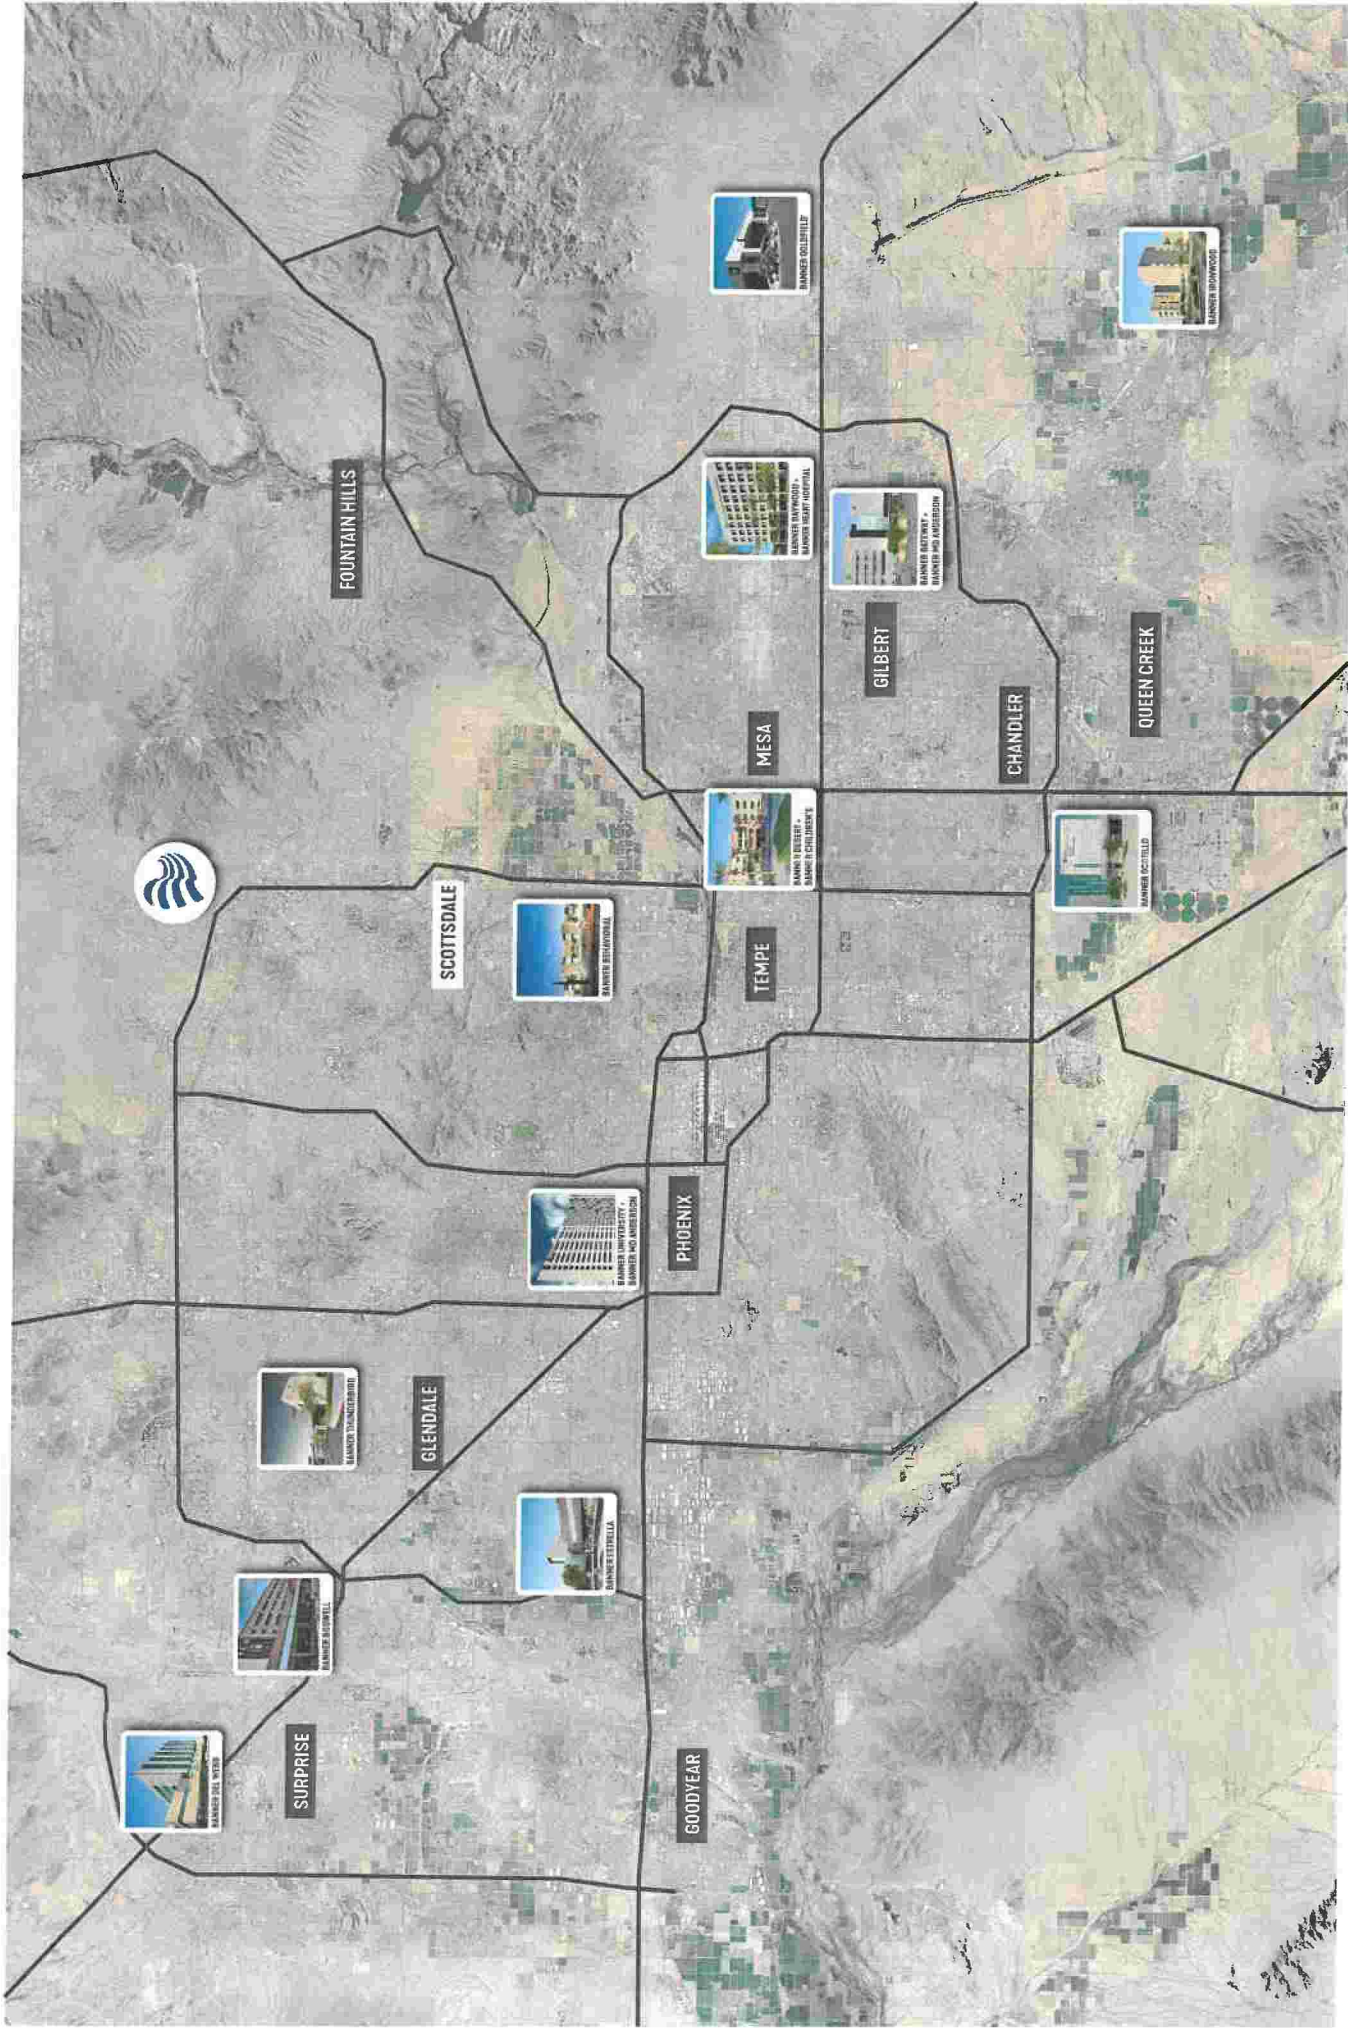 BANNER DEL WEBB
SURPRISE
BANNER BOSWELL
FOUNTAIN HILLS
BANNER THUNDERBIRD
GLENDALE
SCOTTSDALE
BANNER ESTRELLA
BANNER BEHAVIORAL
BANNER UNIVERSITY +
BANNER MD ANDERSON
GOODYEAR
PHOENIX
TEMPE
MESA
BANNER DESERT +
BANNER CHILDREN'S
BANNER BAYWOOD +
BANNER HEART HOSPITAL
BANNER GOLDFIELD
GILBERT
BANNER GATEWAY +
BANNER MD ANDERSON
CHANDLER
BANNER OCOTILLO
QUEEN CREEK
BANNER IRONWOOD